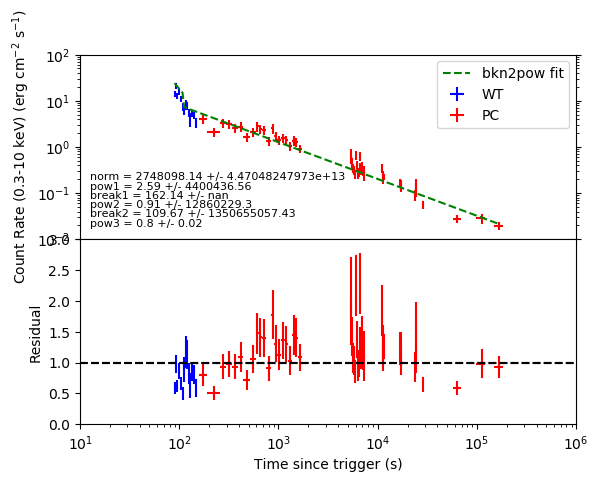 Count Rate (0.3-10 keV) (erg cm⁻² s⁻¹)
10²
10¹
10⁰
10⁻¹
bkn2pow fit
WT
PC
norm = 2748098.14 +/- 4.47048247973e+13
pow1 = 2.59 +/- 4400436.56
break1 = 162.14 +/- nan
pow2 = 0.91 +/- 12860229.3
break2 = 109.67 +/- 1350655057.43
pow3 = 0.8 +/- 0.02
Residual
2.5
2.0
1.5
1.0
0.5
0.0
10¹ 10² 10³ 10⁴ 10⁵ 10⁶
Time since trigger (s)